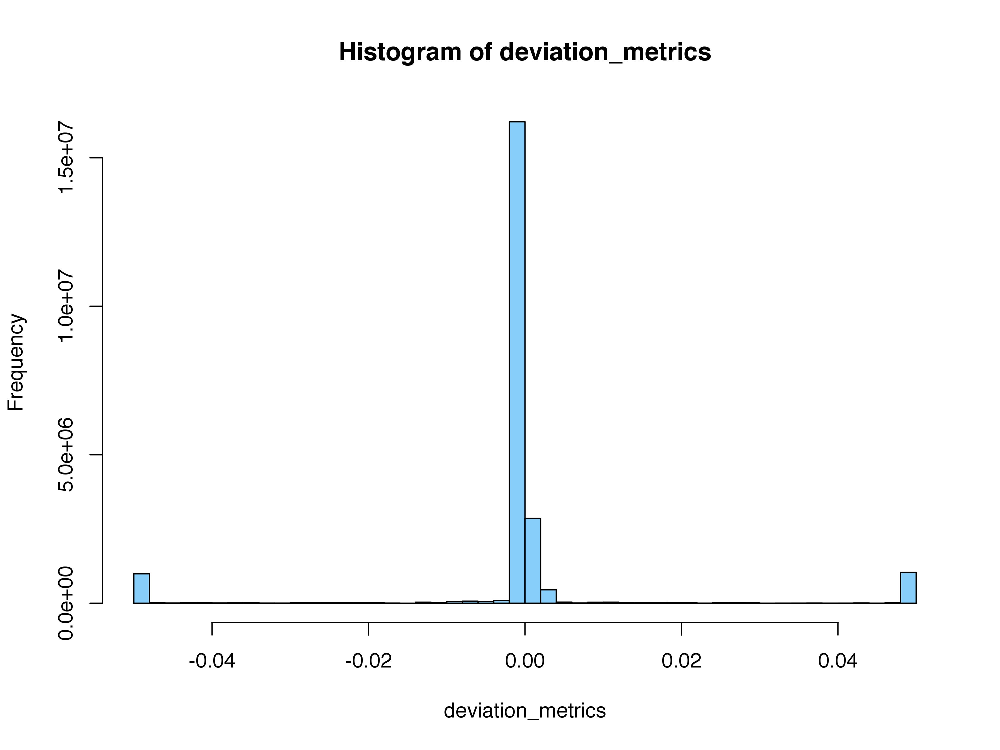 Histogram of deviation_metrics
Frequency
1.5e+07
1.0e+07
5.0e+06
0.0e+00
-0.04 -0.02 0.00 0.02 0.04
deviation_metrics